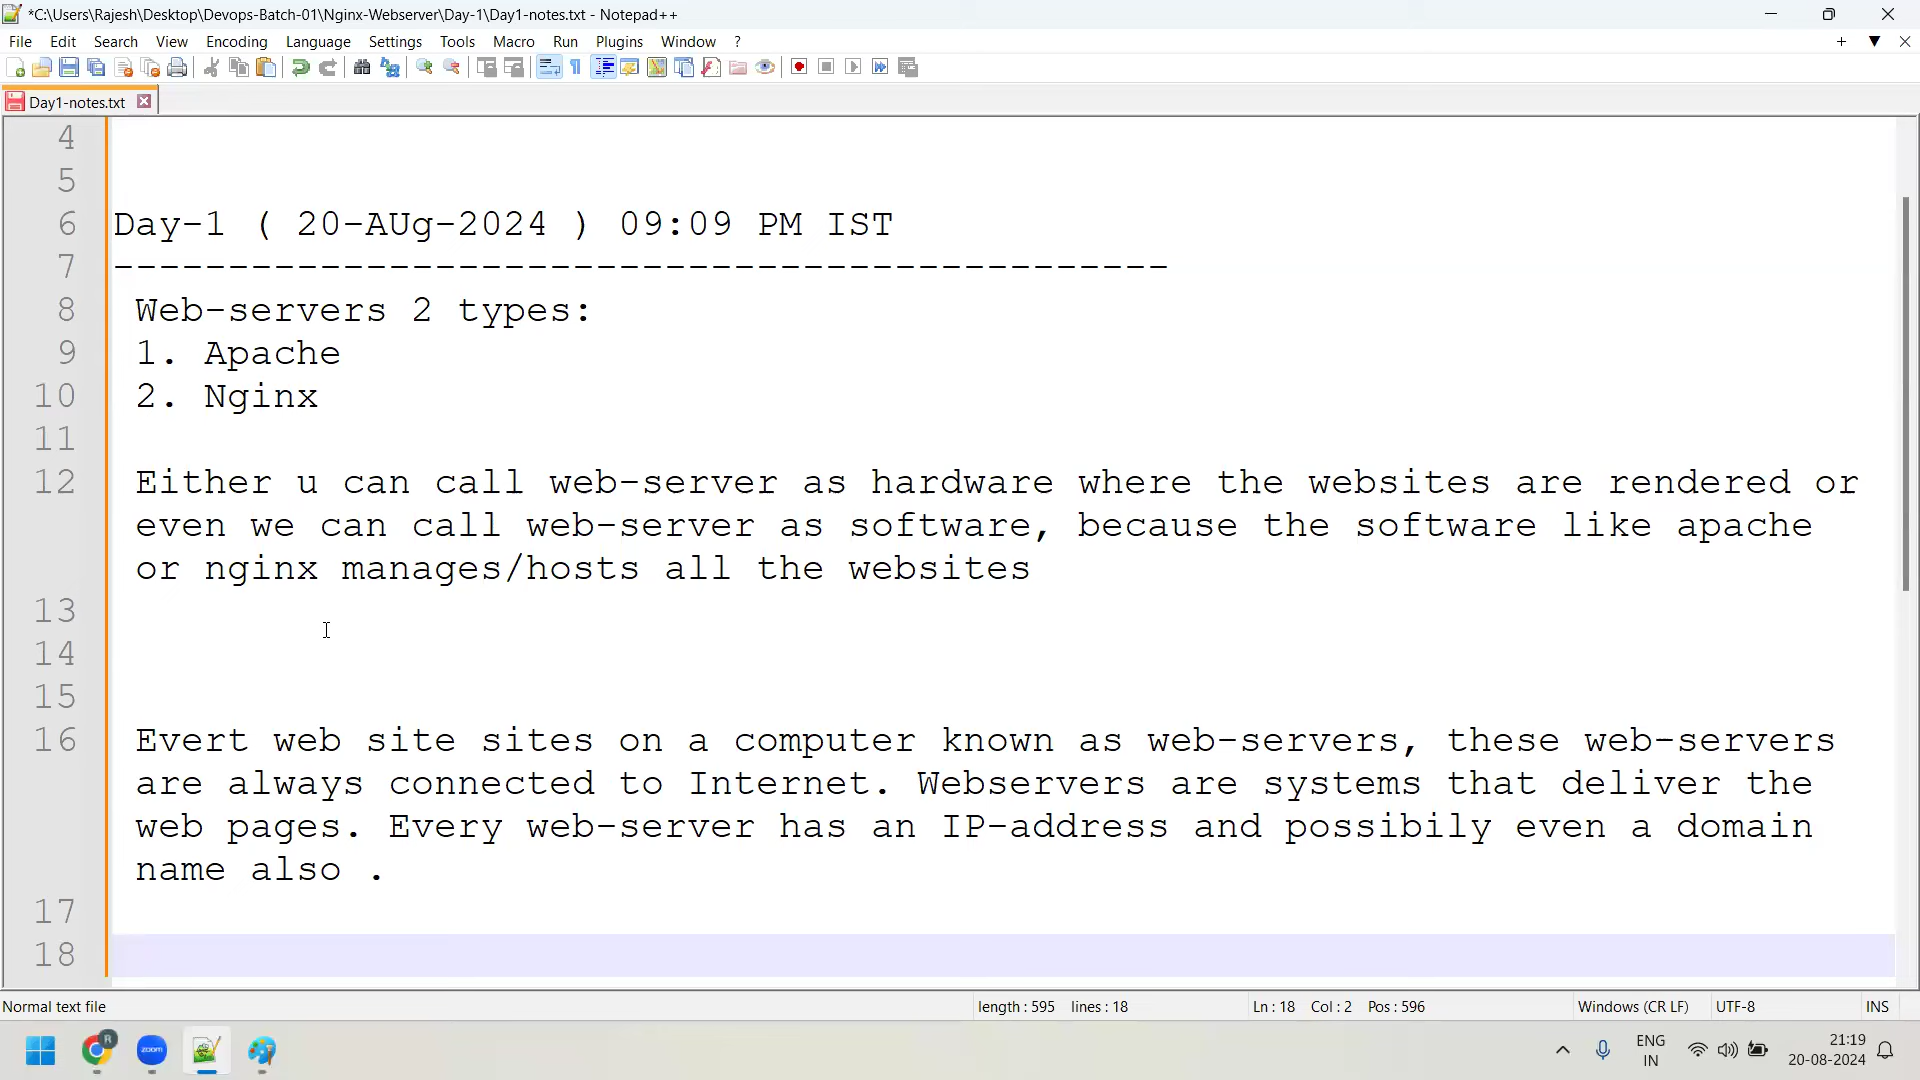 *C:\Users\Rajesh\Desktop\Devops-Batch-01\Nginx-Webserver\Day-1\Day1-notes.txt - Notepad++
File Edit Search View Encoding Language Settings Tools Macro Run Plugins Window ?
Day1-notes.txt
4
5
6 Day-1 ( 20-AUg-2024 ) 09:09 PM IST
7 ----------------------------------------------
8 Web-servers 2 types:
9 1. Apache
10 2. Nginx
11
12 Either u can call web-server as hardware where the websites are rendered or
even we can call web-server as software, because the software like apache
or nginx manages/hosts all the websites
13
14
15
16 Evert web site sites on a computer known as web-servers, these web-servers
are always connected to Internet. Webservers are systems that deliver the
web pages. Every web-server has an IP-address and possibily even a domain
name also .
17
18
Normal text file length : 595 lines : 18 Ln : 18 Col : 2 Pos : 596 Windows (CR LF) UTF-8 INS
R
zoom
ENG
IN
21:19
20-08-2024